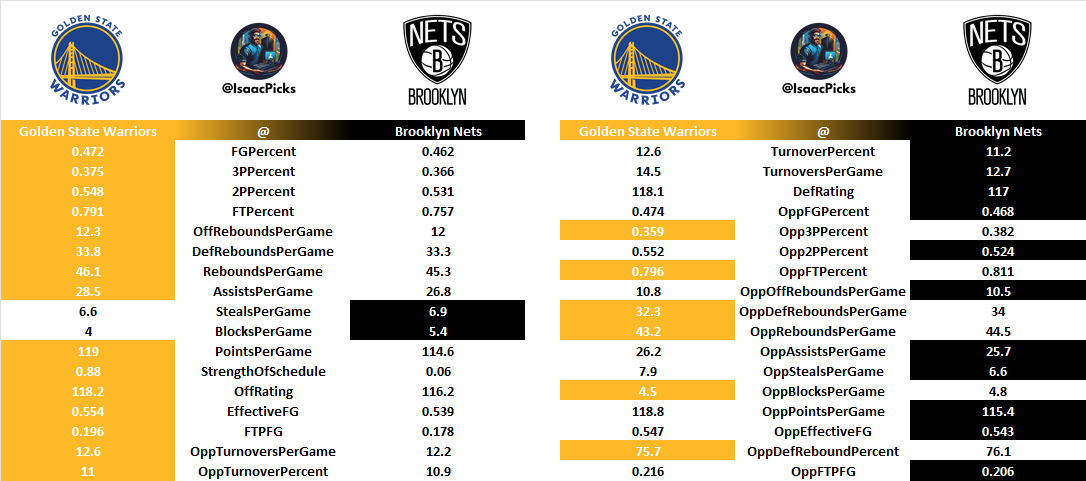 GOLDEN STATE WARRIORS
@IsaacPicks
NETS B BROOKLYN
Golden State Warriors @ Brooklyn Nets
0.472 FGPercent 0.462
0.375 3PPercent 0.366
0.548 2PPercent 0.531
0.791 FTPercent 0.757
12.3 OffReboundsPerGame 12
33.8 DefReboundsPerGame 33.3
46.1 ReboundsPerGame 45.3
28.5 AssistsPerGame 26.8
6.6 StealsPerGame 6.9
4 BlocksPerGame 5.4
119 PointsPerGame 114.6
0.88 StrengthOfSchedule 0.06
118.2 OffRating 116.2
0.554 EffectiveFG 0.539
0.196 FTPFG 0.178
12.6 OppTurnoversPerGame 12.2
11 OppTurnoverPercent 10.9
GOLDEN STATE WARRIORS
@IsaacPicks
NETS B BROOKLYN
Golden State Warriors @ Brooklyn Nets
12.6 TurnoverPercent 11.2
14.5 TurnoversPerGame 12.7
118.1 DefRating 117
0.474 OppFGPercent 0.468
0.359 Opp3PPercent 0.382
0.552 Opp2PPercent 0.524
0.796 OppFTPercent 0.811
10.8 OppOffReboundsPerGame 10.5
32.3 OppDefReboundsPerGame 34
43.2 OppReboundsPerGame 44.5
26.2 OppAssistsPerGame 25.7
7.9 OppStealsPerGame 6.6
4.5 OppBlocksPerGame 4.8
118.8 OppPointsPerGame 115.4
0.547 OppEffectiveFG 0.543
75.7 OppDefReboundPercent 76.1
0.216 OppFTPFG 0.206